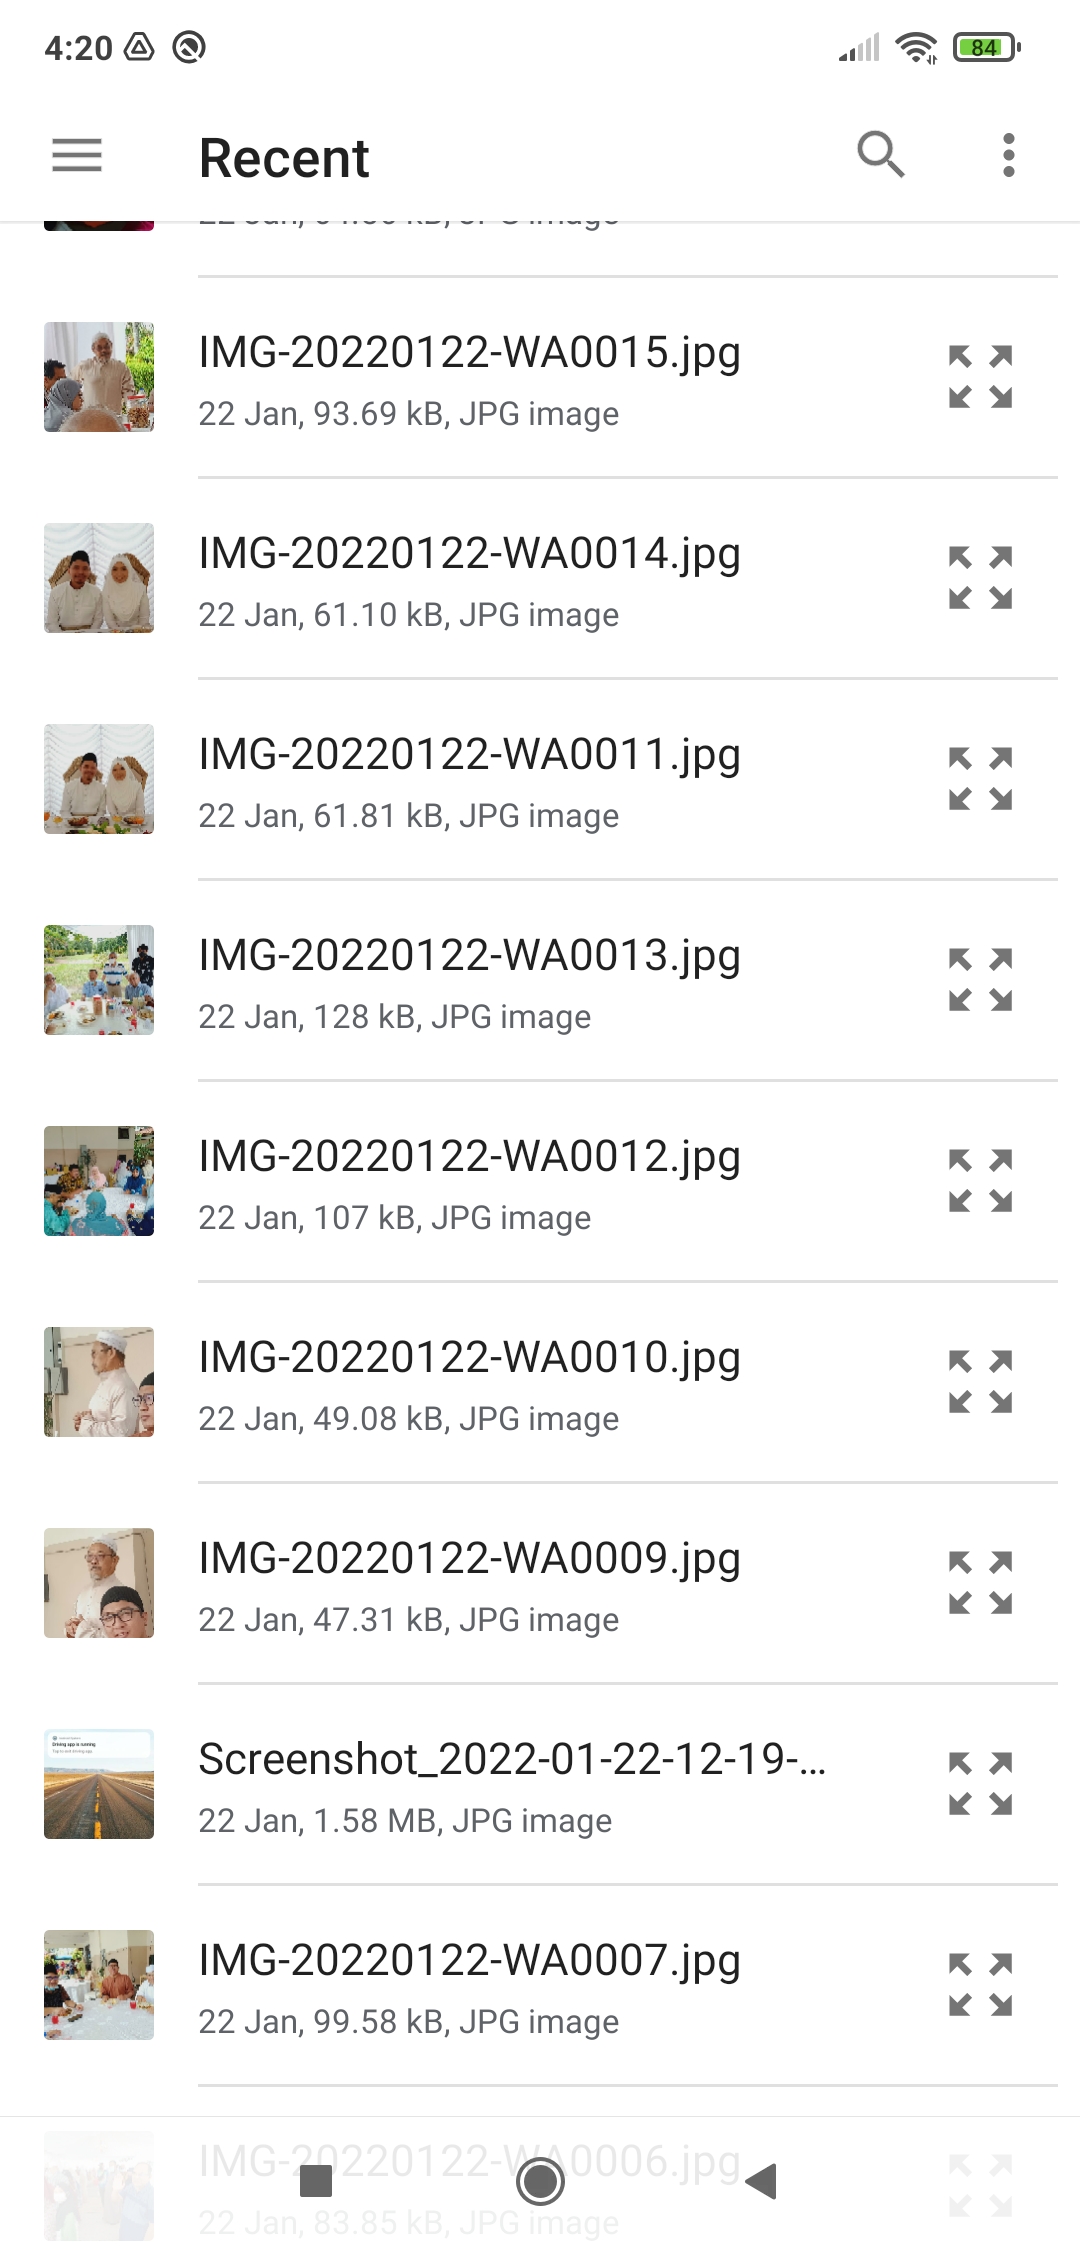 4:20
84
Recent
IMG-20220122-WA0015.jpg
22 Jan, 93.69 kB, JPG image
IMG-20220122-WA0014.jpg
22 Jan, 61.10 kB, JPG image
IMG-20220122-WA0011.jpg
22 Jan, 61.81 kB, JPG image
IMG-20220122-WA0013.jpg
22 Jan, 128 kB, JPG image
IMG-20220122-WA0012.jpg
22 Jan, 107 kB, JPG image
IMG-20220122-WA0010.jpg
22 Jan, 49.08 kB, JPG image
IMG-20220122-WA0009.jpg
22 Jan, 47.31 kB, JPG image
Driving app is running
Screenshot_2022-01-22-12-19-...
22 Jan, 1.58 MB, JPG image
IMG-20220122-WA0007.jpg
22 Jan, 99.58 kB, JPG image
IMG-20220122-WA0006.jpg
22 Jan, 83.85 kB, JPG image